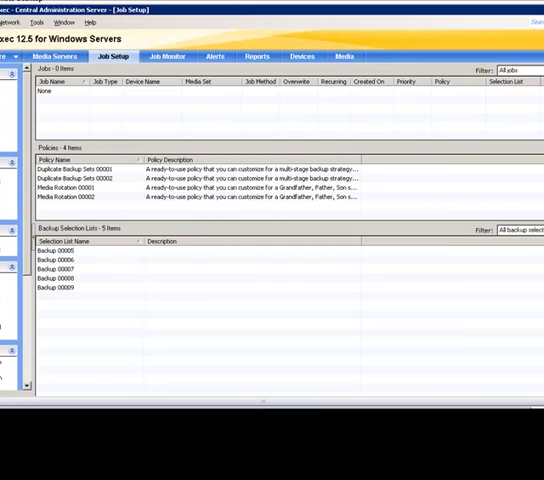 xec - Central Administration Server - [Job Setup]
etwork Tools Window Help
xec 12.5 for Windows Servers
re Media Servers Job Setup Job Monitor Alerts Reports Devices Media
Jobs - 0 Items Filter: All jobs
Job Name Job Type Device Name Media Set Job Method Overwrite Recurring Created On Priority Policy Selection List
None
Policies - 4 Items
Policy Name Policy Description
Duplicate Backup Sets 00001 A ready-to-use policy that you can customize for a multi-stage backup strategy...
Duplicate Backup Sets 00002 A ready-to-use policy that you can customize for a multi-stage backup strategy...
Media Rotation 00001 A ready-to-use policy that you can customize for a Grandfather, Father, Son s...
Media Rotation 00002 A ready-to-use policy that you can customize for a Grandfather, Father, Son s...
Backup Selection Lists - 5 Items Filter: All backup select
Selection List Name Description
Backup 00005
Backup 00006
Backup 00007
Backup 00008
Backup 00009